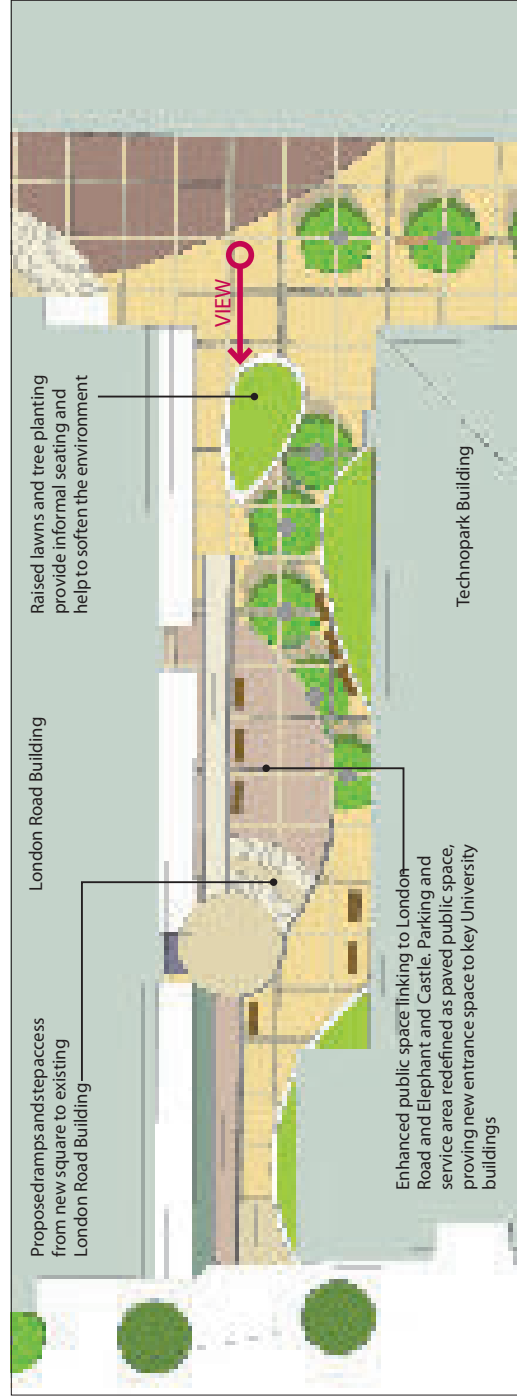 Proposedrampsandstepaccess
from new square to existing
London Road Building
London Road Building
Raised lawns and tree planting
provide informal seating and
help to soften the environment
VIEW
Enhanced public space linking to London
Road and Elephant and Castle. Parking and
service area redefined as paved public space,
proving new entrance space to key University
buildings
Technopark Building